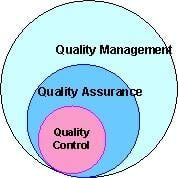 Quality Management
Quality Assurance
Quality
Control